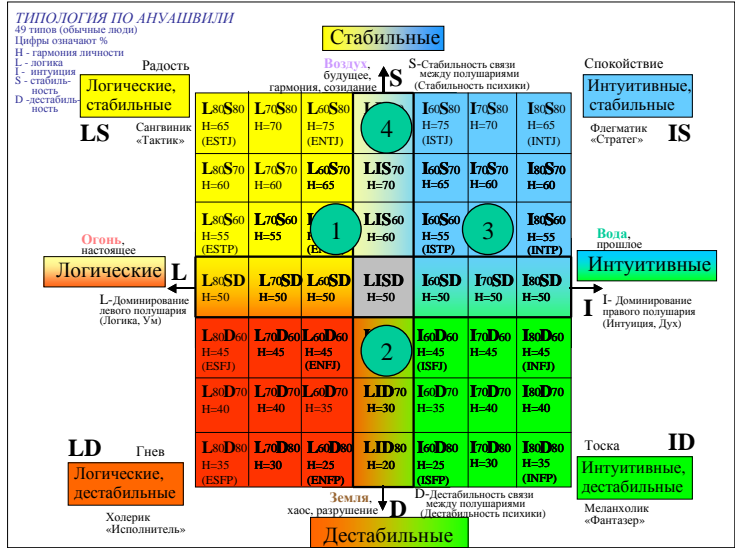 ТИПОЛОГИЯ ПО АНУАШВИЛИ
49 типов (обычные люди)
Цифры означают %
H - гармония личности
L - логика
I - интуиция
S - стабиль-
ность
D -дестабиль-
ность
Стабильные
Радость
Воздух,
будущее,
гармония, созидание
S
S-Стабильность связи
между полушариями
(Стабильность психики)
Спокойствие
Логические,
стабильные
LS
Сангвиник
«Тактик»
Интуитивные,
стабильные
IS
Флегматик
«Стратег»
L80S80 L70S80 L60S80 4 I60S80 I70S80 I80S80
H=65 H=70 H=75 H=75 H=70 H=65
(ESTJ) (ENTJ) (ISTJ) (INTJ)
L80S70 L70S70 L60S70 LIS70 I60S70 I70S70 I80S70
H=60 H=60 H=65 H=70 H=65 H=60 H=60
L80S60 L70S60 1 LIS60 I60S60 3 I80S60
H=55 H=55 H=60 H=55 H=55
(ESTP) (ISTP) (INTP)
Огонь,
настоящее
Логические
L
L-Доминирование
левого полушария
(Логика, Ум)
L80SD L70SD L60SD LISD I60SD I70SD I80SD
H=50 H=50 H=50 H=50 H=50 H=50 H=50
Вода,
прошлое
Интуитивные
I
I- Доминирование
правого полушария
(Интуиция, Дух)
L80D60 L70D60 L60D60 2 I60D60 I70D60 I80D60
H=45 H=45 H=45 H=45 H=45 H=45
(ESFJ) (ENFJ) (ISFJ) (INFJ)
L80D70 L70D70 L60D70 LID70 I60D70 I70D70 I80D70
H=40 H=40 H=35 H=30 H=35 H=40 H=40
L80D80 L70D80 L60D80 LID80 I60D80 I70D80 I80D80
H=35 H=30 H=25 H=20 H=25 H=30 H=35
(ESFP) (ENFP) (ISFP) (INFP)
LD
Гнев
Логические,
дестабильные
Холерик
«Исполнитель»
Тоска
ID
Интуитивные,
дестабильные
Меланхолик
«Фантазер»
Земля,
хаос, разрушение
D
D-Дестабильность связи
между полушариями
(Дестабильность психики)
Дестабильные